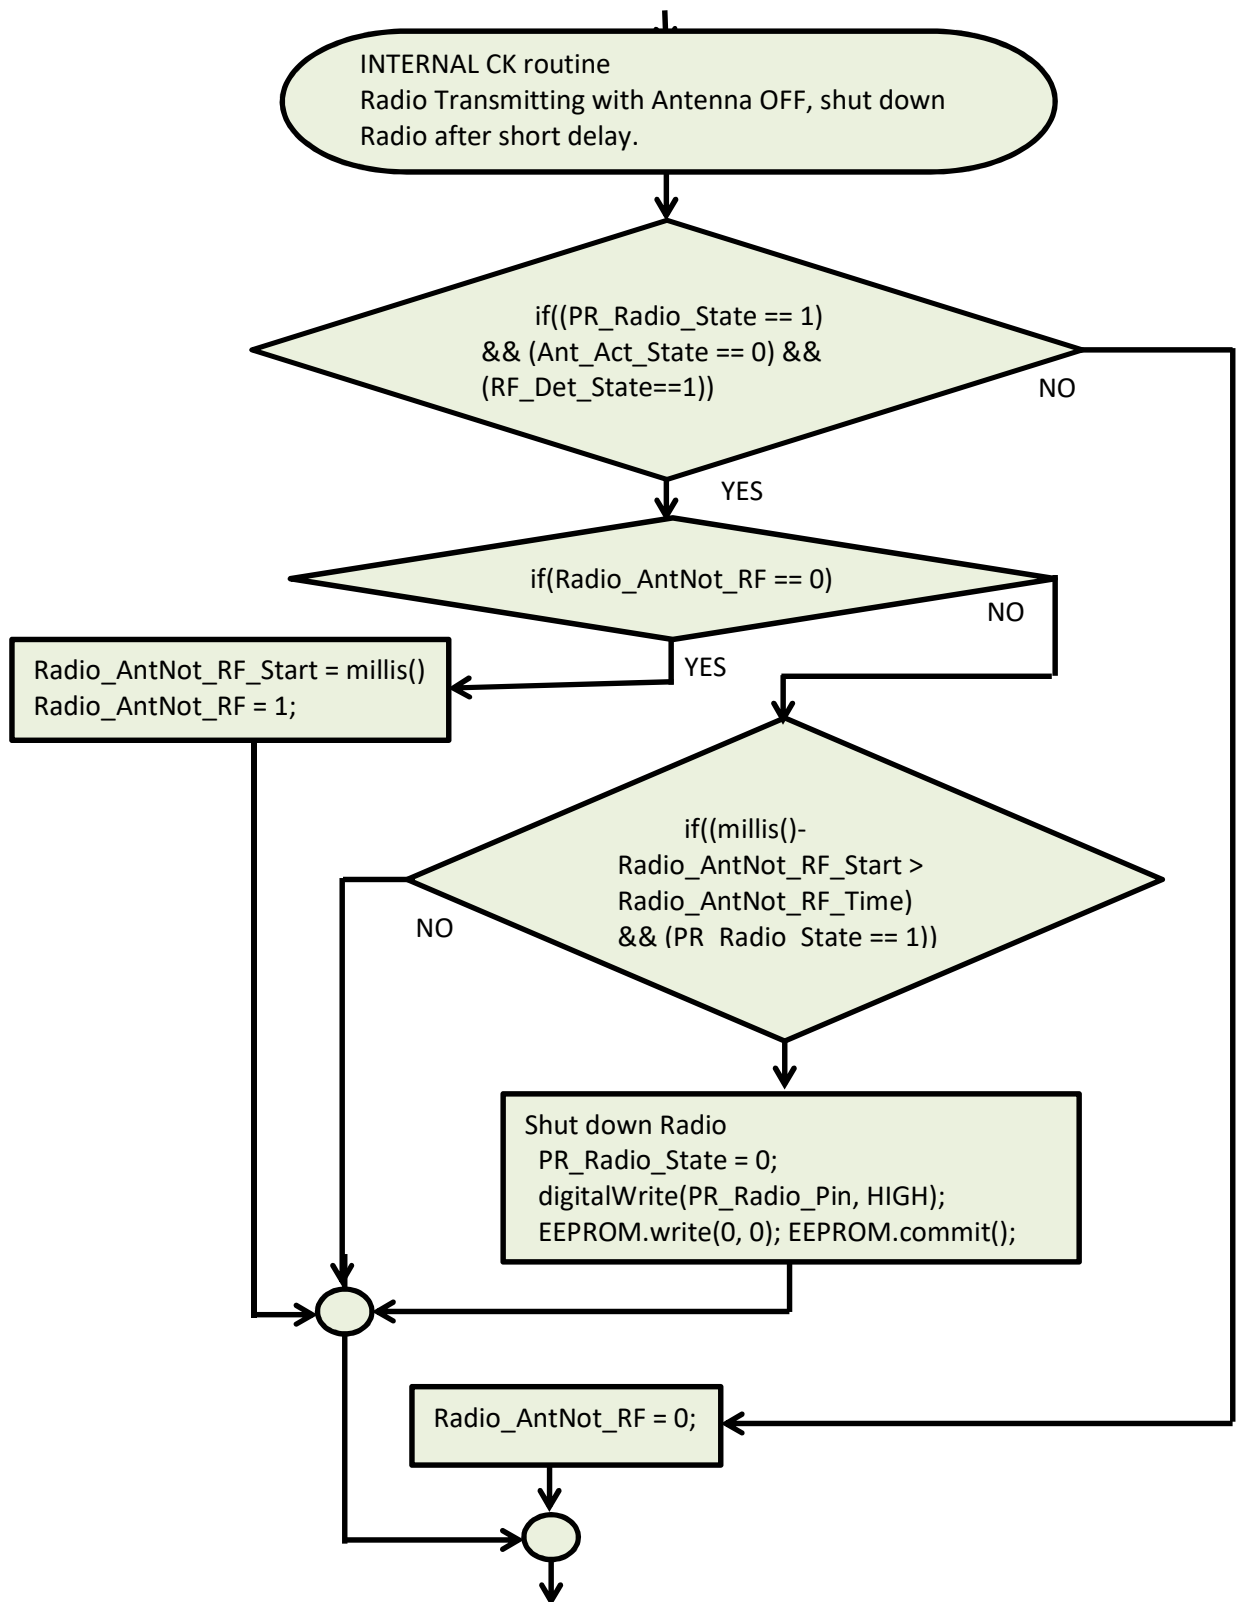 INTERNAL CK routine
Radio Transmitting with Antenna OFF, shut down
Radio after short delay.
if((PR_Radio_State == 1)
&& (Ant_Act_State == 0) &&
(RF_Det_State==1))
NO
YES
if(Radio_AntNot_RF == 0)
NO
YES
Radio_AntNot_RF_Start = millis()
Radio_AntNot_RF = 1;
if((millis()-
Radio_AntNot_RF_Start >
Radio_AntNot_RF_Time)
&& (PR_Radio_State == 1))
NO
Shut down Radio
PR_Radio_State = 0;
digitalWrite(PR_Radio_Pin, HIGH);
EEPROM.write(0, 0); EEPROM.commit();
Radio_AntNot_RF = 0;